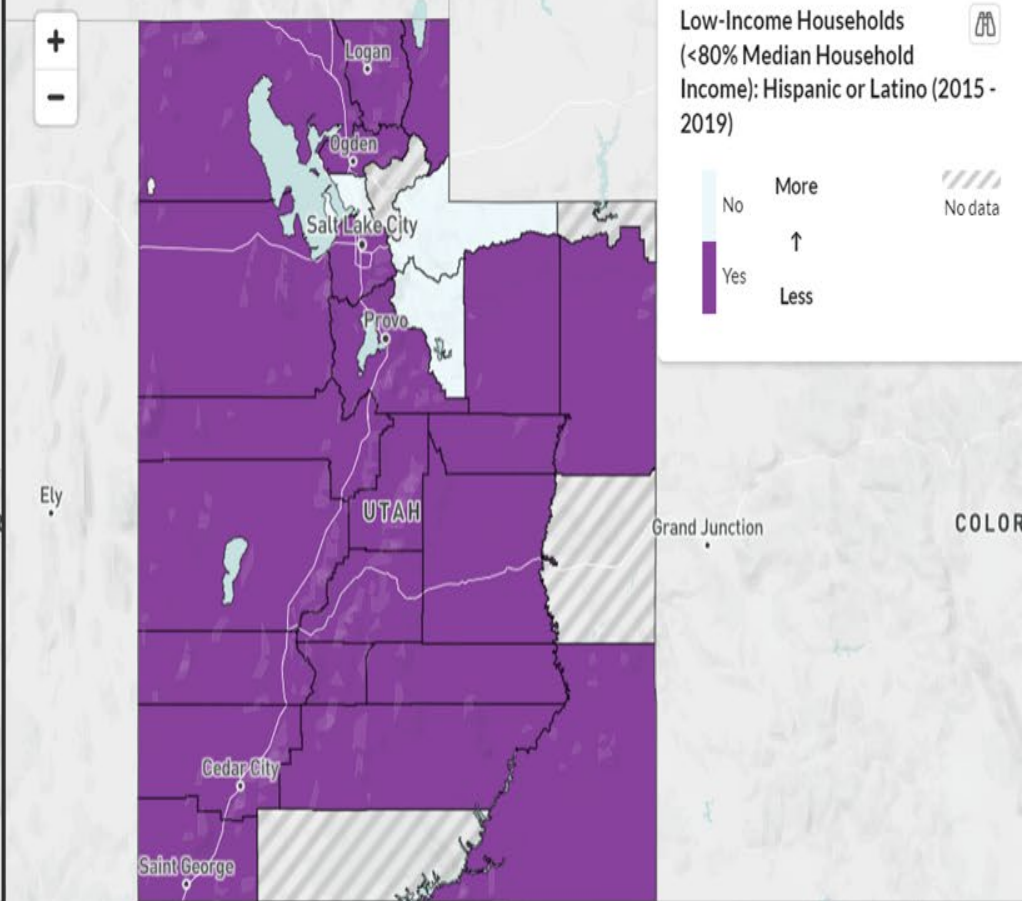 +
−
Low-Income Households
(<80% Median Household
Income): Hispanic or Latino (2015 -
2019)
No
Yes
More
↑
Less
No data
Logan
Ogden
Salt Lake City
Provo
Ely
UTAH
Grand Junction
COLOR
Cedar City
Saint George